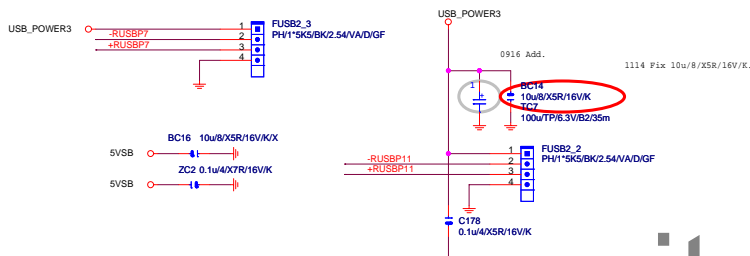 USB_POWER3
-RUSBP7
+RUSBP7
1
2
3
4
FUSB2_3
PH/1*5K5/BK/2.54/VA/D/GF
USB_POWER3
0916 Add.
1114 Fix 10u/8/X5R/16V/K.
1
+
BC14
10u/8/X5R/16V/K
TC7
100u/TP/6.3V/B2/35m
BC16 10u/8/X5R/16V/K/X
5VSB
ZC2 0.1u/4/X7R/16V/K
5VSB
-RUSBP11
+RUSBP11
1
2
3
4
FUSB2_2
PH/1*5K5/BK/2.54/VA/D/GF
C178
0.1u/4/X5R/16V/K